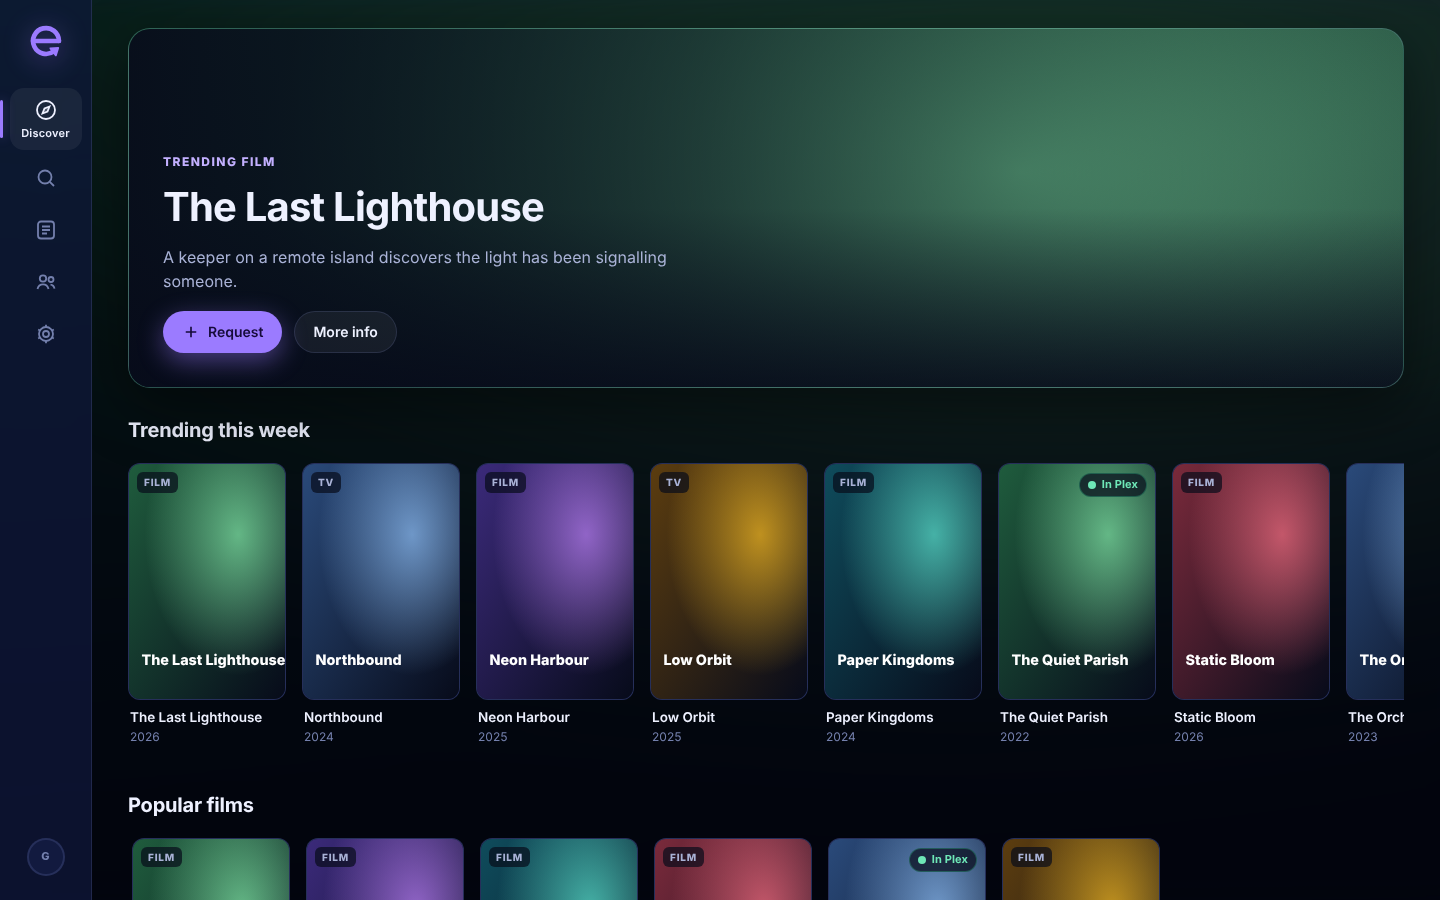 Discover
TRENDING FILM
The Last Lighthouse
A keeper on a remote island discovers the light has been signalling
someone.
Request
More info
Trending this week
FILM
TV
FILM
TV
FILM
In Plex
FILM
The Last Lighthouse
Northbound
Neon Harbour
Low Orbit
Paper Kingdoms
The Quiet Parish
Static Bloom
The Or
The Last Lighthouse
Northbound
Neon Harbour
Low Orbit
Paper Kingdoms
The Quiet Parish
Static Bloom
The Orch
2026
2024
2025
2025
2024
2022
2026
2023
Popular films
FILM
FILM
FILM
FILM
In Plex
FILM
G